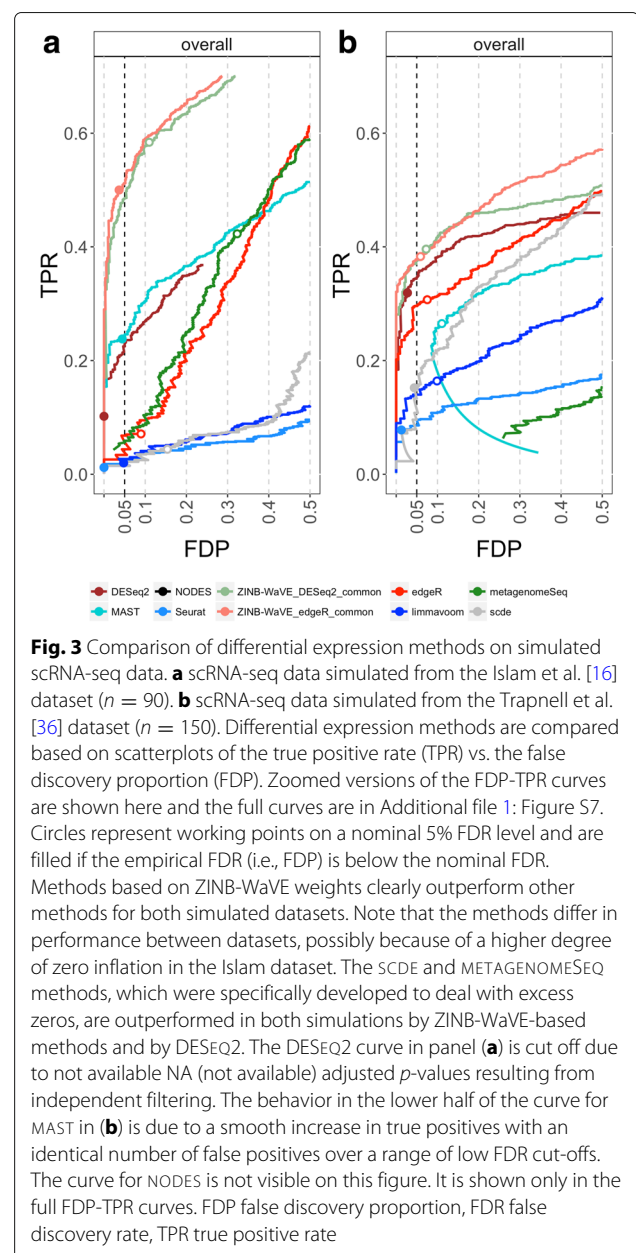 a
b
overall
overall
TPR
0.6
0.4
0.2
0.0
0.05
0.1
0.2
0.3
0.4
0.5
FDP
TPR
0.6
0.4
0.2
0.0
0.05
0.1
0.2
0.3
0.4
0.5
FDP
DESeq2 NODES ZINB-WaVE_DESeq2_common edgeR metagenomeSeq
MAST Seurat ZINB-WaVE_edgeR_common limmavoom scde
Fig. 3 Comparison of differential expression methods on simulated
scRNA-seq data. a scRNA-seq data simulated from the Islam et al. [16]
dataset (n = 90). b scRNA-seq data simulated from the Trapnell et al.
[36] dataset (n = 150). Differential expression methods are compared
based on scatterplots of the true positive rate (TPR) vs. the false
discovery proportion (FDP). Zoomed versions of the FDP-TPR curves
are shown here and the full curves are in Additional file 1: Figure S7.
Circles represent working points on a nominal 5% FDR level and are
filled if the empirical FDR (i.e., FDP) is below the nominal FDR.
Methods based on ZINB-WaVE weights clearly outperform other
methods for both simulated datasets. Note that the methods differ in
performance between datasets, possibly because of a higher degree
of zero inflation in the Islam dataset. The SCDE and METAGENOMESEQ
methods, which were specifically developed to deal with excess
zeros, are outperformed in both simulations by ZINB-WaVE-based
methods and by DESEQ2. The DESEQ2 curve in panel (a) is cut off due
to not available NA (not available) adjusted p-values resulting from
independent filtering. The behavior in the lower half of the curve for
MAST in (b) is due to a smooth increase in true positives with an
identical number of false positives over a range of low FDR cut-offs.
The curve for NODES is not visible on this figure. It is shown only in the
full FDP-TPR curves. FDP false discovery proportion, FDR false
discovery rate, TPR true positive rate